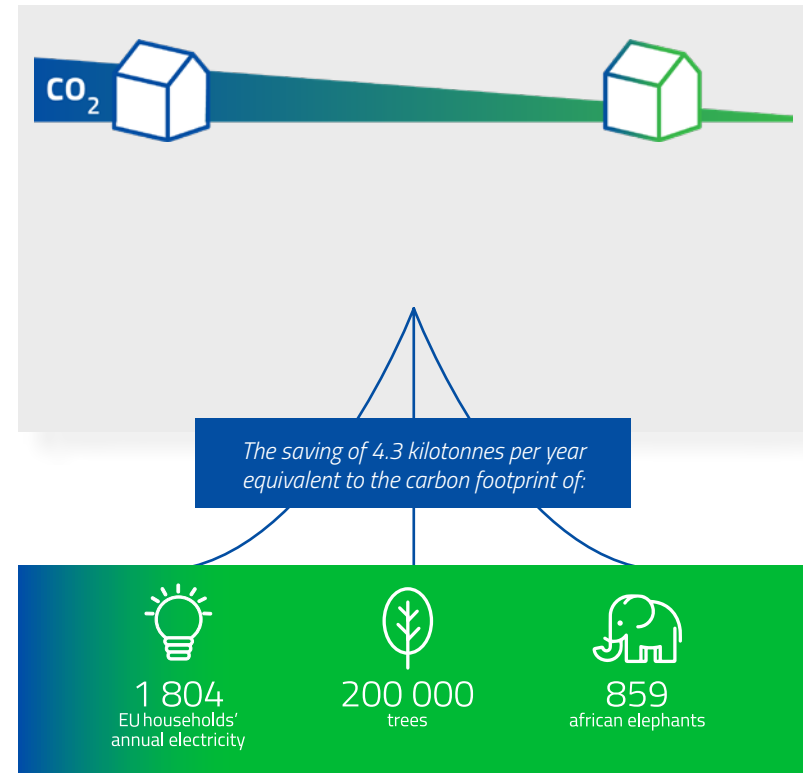 CO₂
The saving of 4.3 kilotonnes per year
equivalent to the carbon footprint of:
1 804
EU households'
annual electricity
200 000
trees
859
african elephants